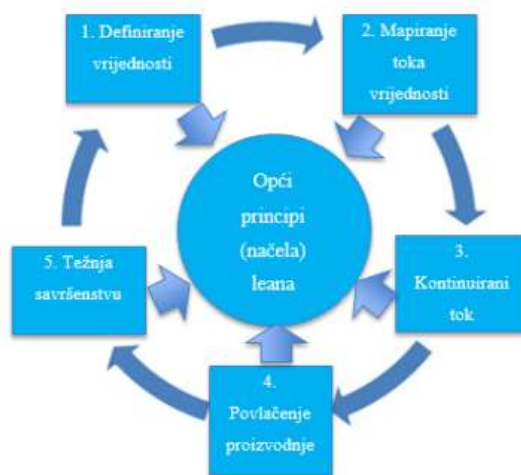 1. Definiranje
vrijednosti
2. Mapiranje
toka
vrijednosti
3.
Kontinuirani
tok
4.
Povlačenje
proizvodnje
5. Težnja
savršenstvu
Opći
principi
(načela)
leana